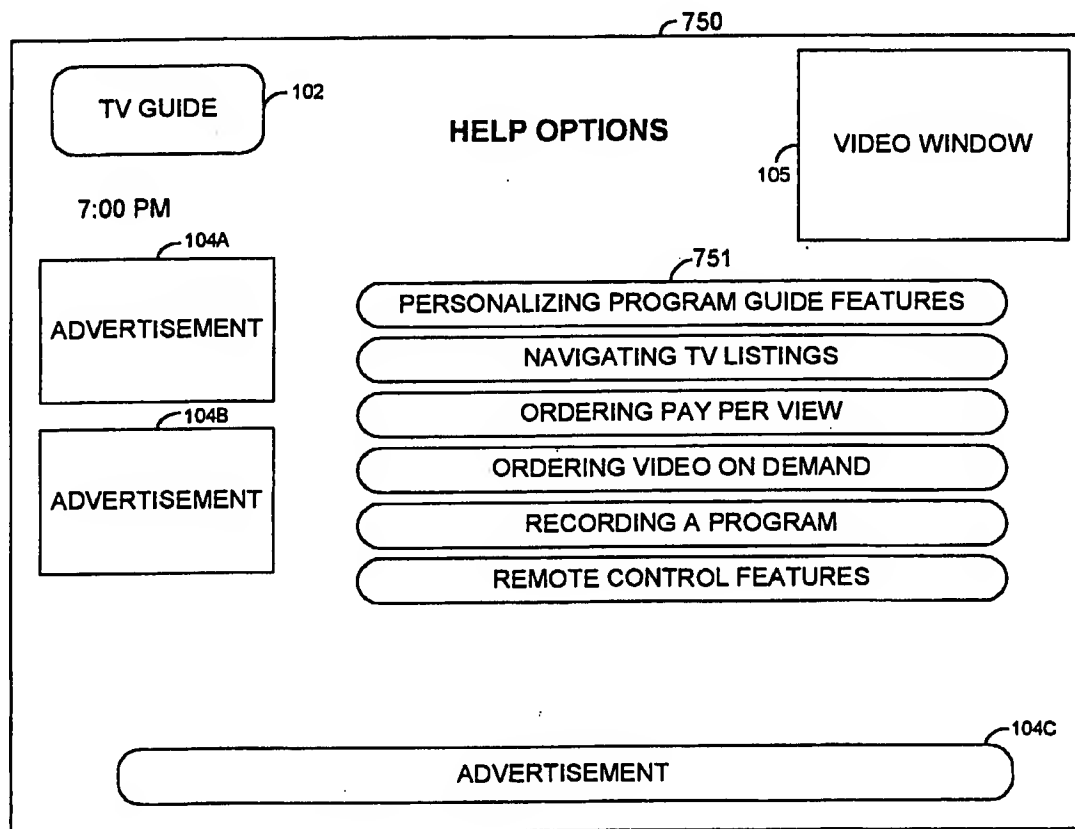 750
TV GUIDE
102
HELP OPTIONS
VIDEO WINDOW
105
7:00 PM
104A
ADVERTISEMENT
104B
ADVERTISEMENT
751
PERSONALIZING PROGRAM GUIDE FEATURES
NAVIGATING TV LISTINGS
ORDERING PAY PER VIEW
ORDERING VIDEO ON DEMAND
RECORDING A PROGRAM
REMOTE CONTROL FEATURES
104C
ADVERTISEMENT